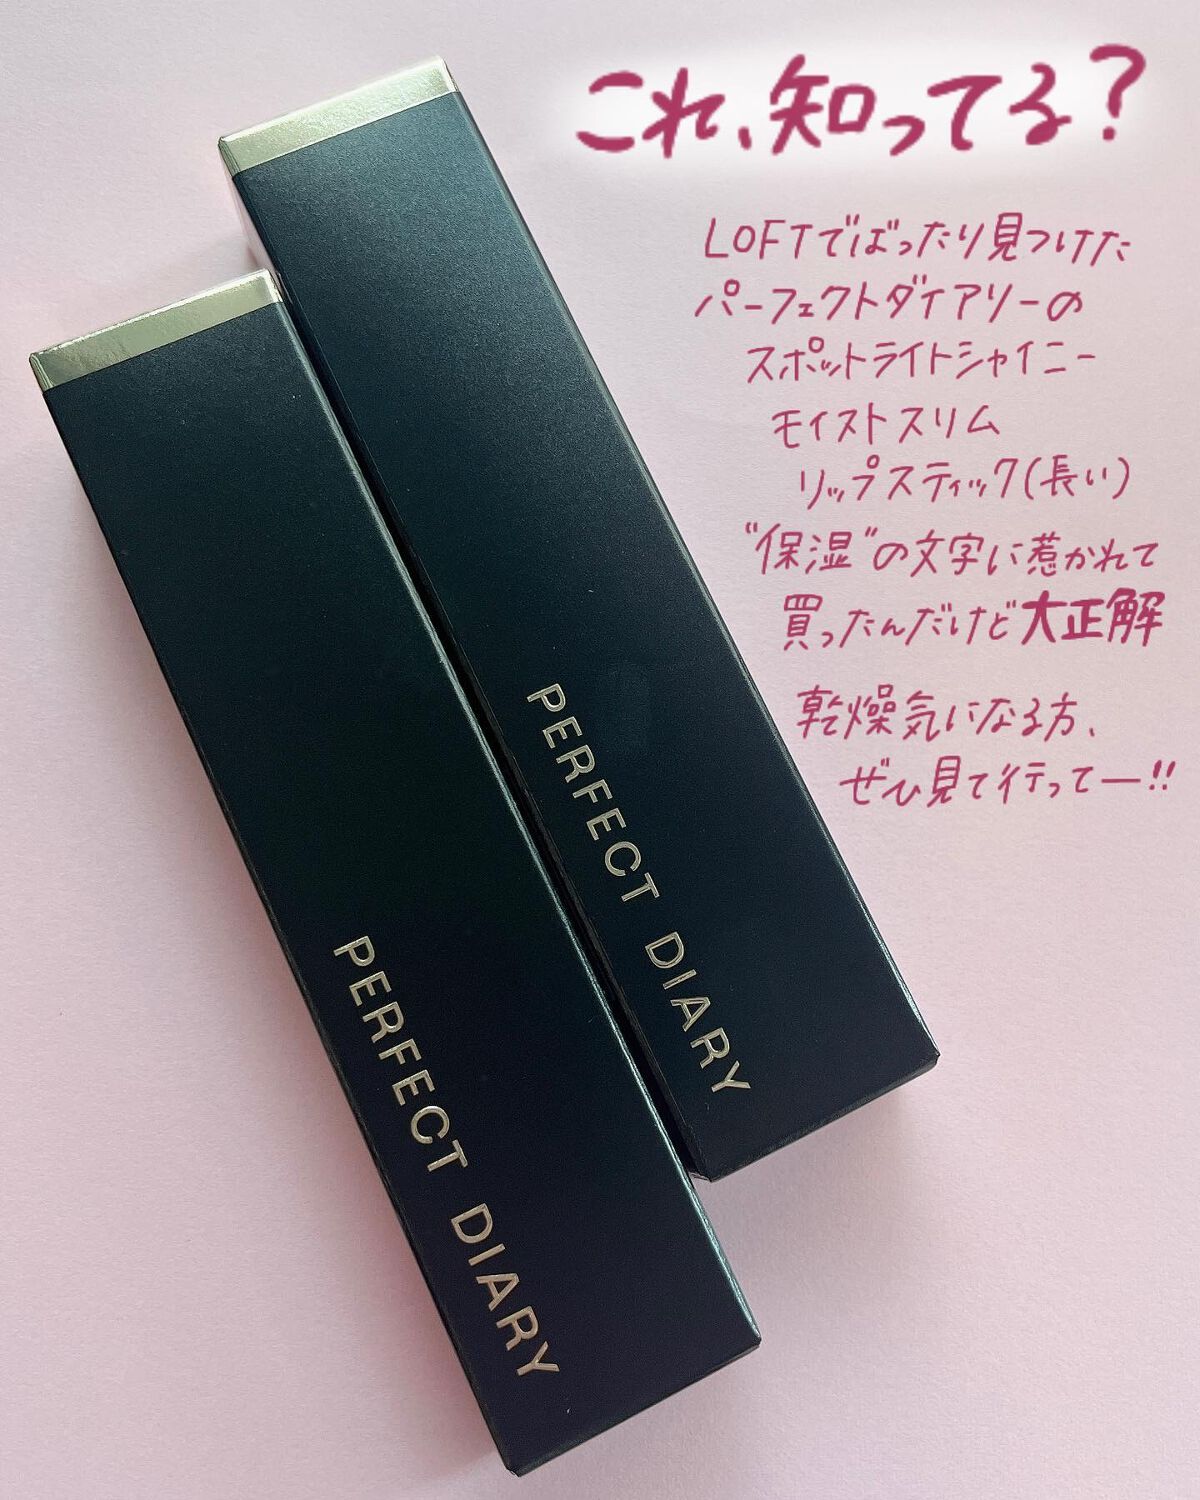 これ、知ってる?
LOFTでばったり見つけた
パーフェクトダイアリーの
スポットライトシャイニー
モイストスリム
リップスティック(長い)
"保湿"の文字に惹かれて
買ったんだけど大正解
乾燥気になる方、
ぜひ見て行ってー!!
PERFECT DIARY
PERFECT DIARY